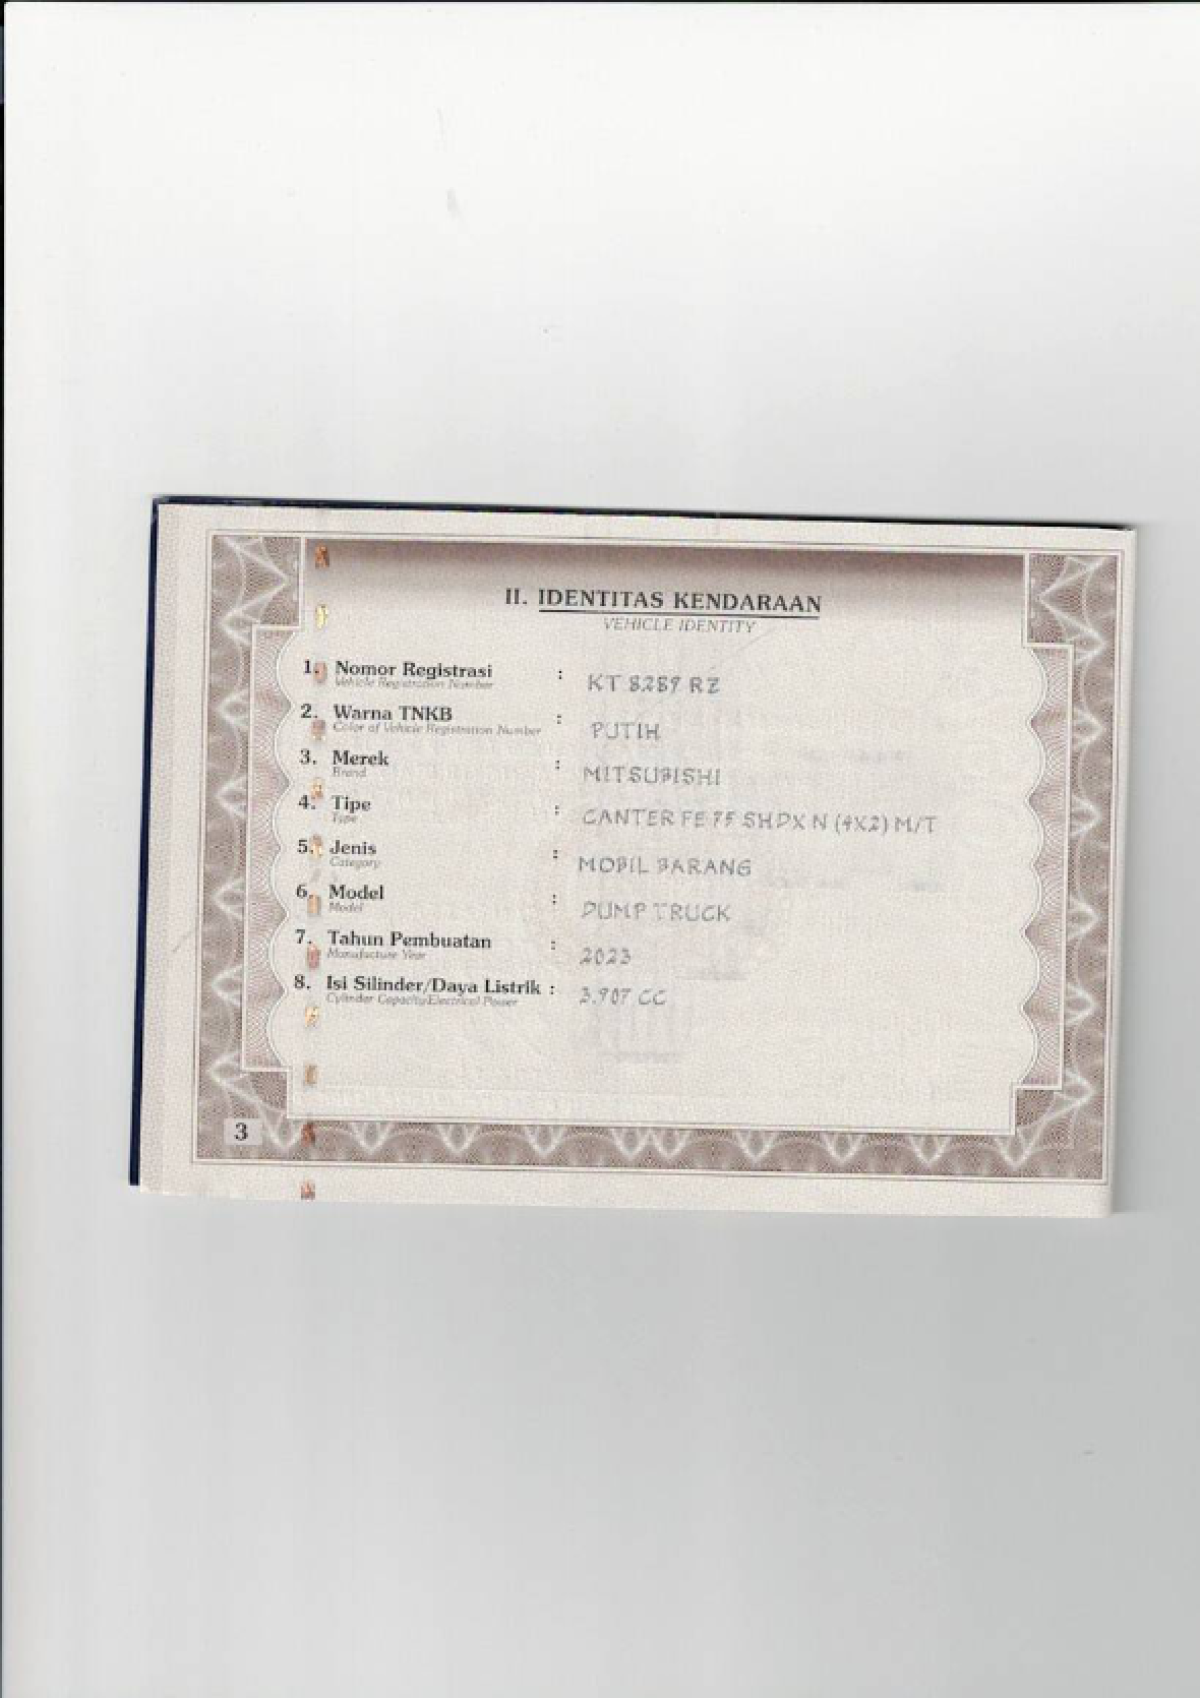 II. IDENTITAS KENDARAAN
VEHICLE IDENTITY
1. Nomor Registrasi : KT 8289 RZ
Vehicle Registration Number
2. Warna TNKB : PUTIH
Color of Vehicle Registration Number
3. Merek : MITSUBISHI
Brand
4. Tipe : CANTER FE 75 SHDX N (4X2) M/T
Type
5. Jenis : MOBIL BARANG
Category
6. Model : DUMP TRUCK
Model
7. Tahun Pembuatan : 2023
Manufacture Year
8. Isi Silinder/Daya Listrik : 3.907 CC
Cylinder Capacity/Electrical Power
3